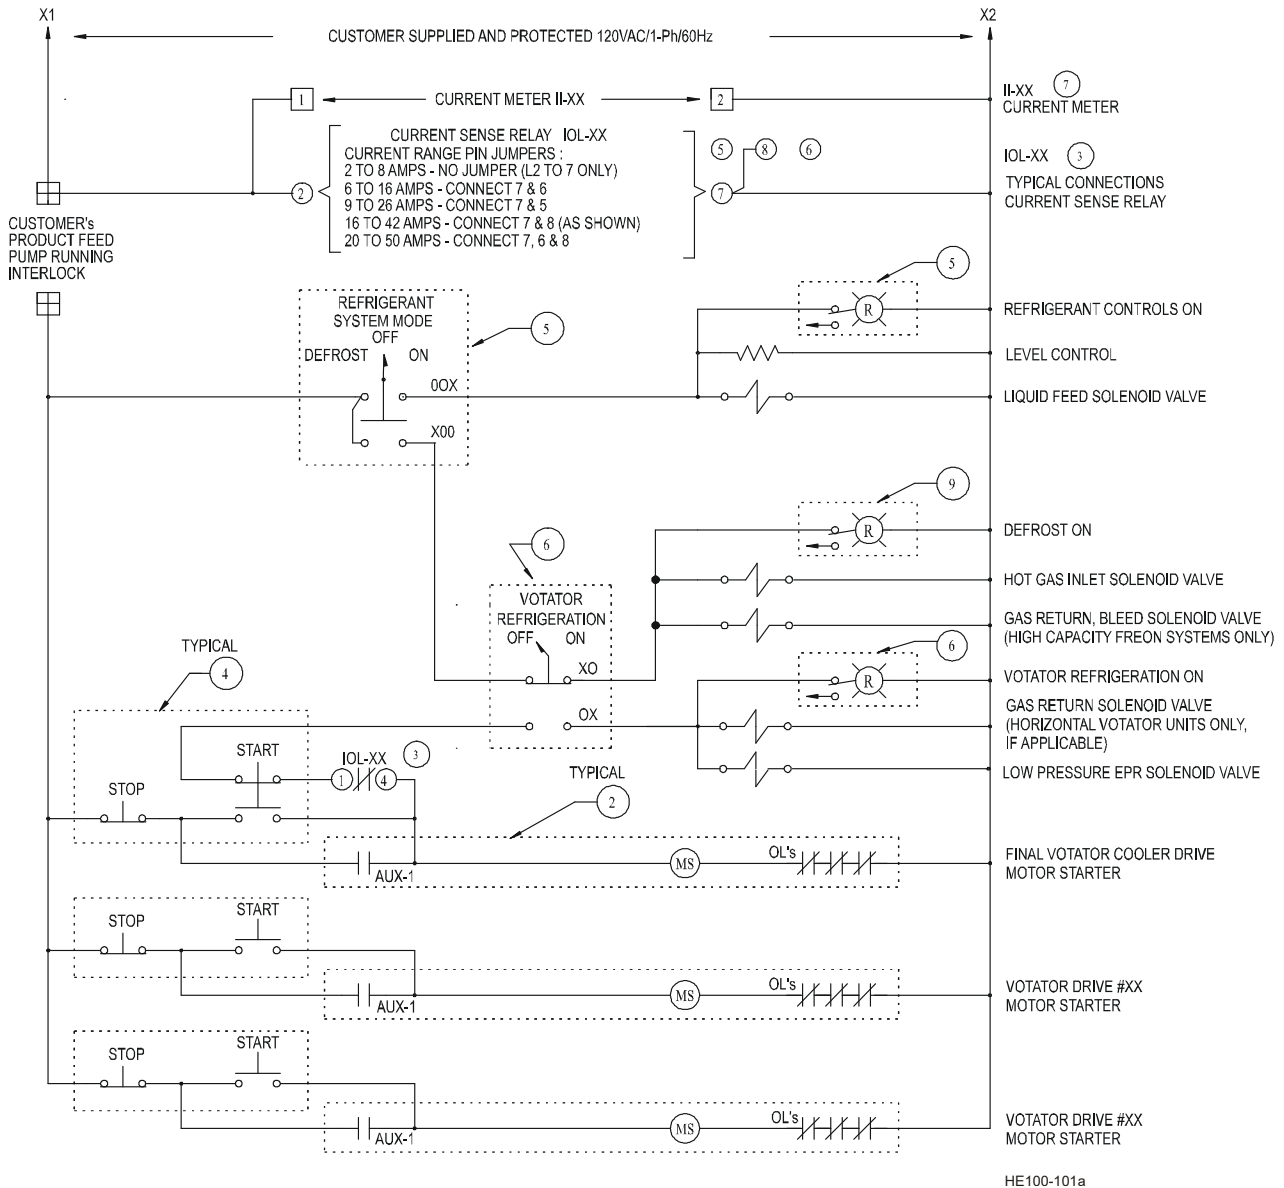 X1
X2
CUSTOMER SUPPLIED AND PROTECTED 120VAC/1-Ph/60Hz
1
CURRENT METER II-XX
2
II-XX 7
CURRENT METER
CURRENT SENSE RELAY IOL-XX
CURRENT RANGE PIN JUMPERS :
2 TO 8 AMPS - NO JUMPER (L2 TO 7 ONLY)
6 TO 16 AMPS - CONNECT 7 & 6
9 TO 26 AMPS - CONNECT 7 & 5
16 TO 42 AMPS - CONNECT 7 & 8 (AS SHOWN)
20 TO 50 AMPS - CONNECT 7, 6 & 8
2
5 8 6
7
IOL-XX 3
TYPICAL CONNECTIONS
CURRENT SENSE RELAY
CUSTOMER's
PRODUCT FEED
PUMP RUNNING
INTERLOCK
REFRIGERANT
SYSTEM MODE
OFF
DEFROST ON
5
00X
X00
5
R
REFRIGERANT CONTROLS ON
LEVEL CONTROL
LIQUID FEED SOLENOID VALVE
9
R
DEFROST ON
HOT GAS INLET SOLENOID VALVE
GAS RETURN, BLEED SOLENOID VALVE
(HIGH CAPACITY FREON SYSTEMS ONLY)
6
VOTATOR
REFRIGERATION
OFF ON
XO
OX
6
R
VOTATOR REFRIGERATION ON
GAS RETURN SOLENOID VALVE
(HORIZONTAL VOTATOR UNITS ONLY,
IF APPLICABLE)
LOW PRESSURE EPR SOLENOID VALVE
TYPICAL
4
START
IOL-XX 3
1 4
STOP
TYPICAL
2
AUX-1
MS
OL's
FINAL VOTATOR COOLER DRIVE
MOTOR STARTER
STOP
START
AUX-1
MS
OL's
VOTATOR DRIVE #XX
MOTOR STARTER
STOP
START
AUX-1
MS
OL's
VOTATOR DRIVE #XX
MOTOR STARTER
HE100-101a